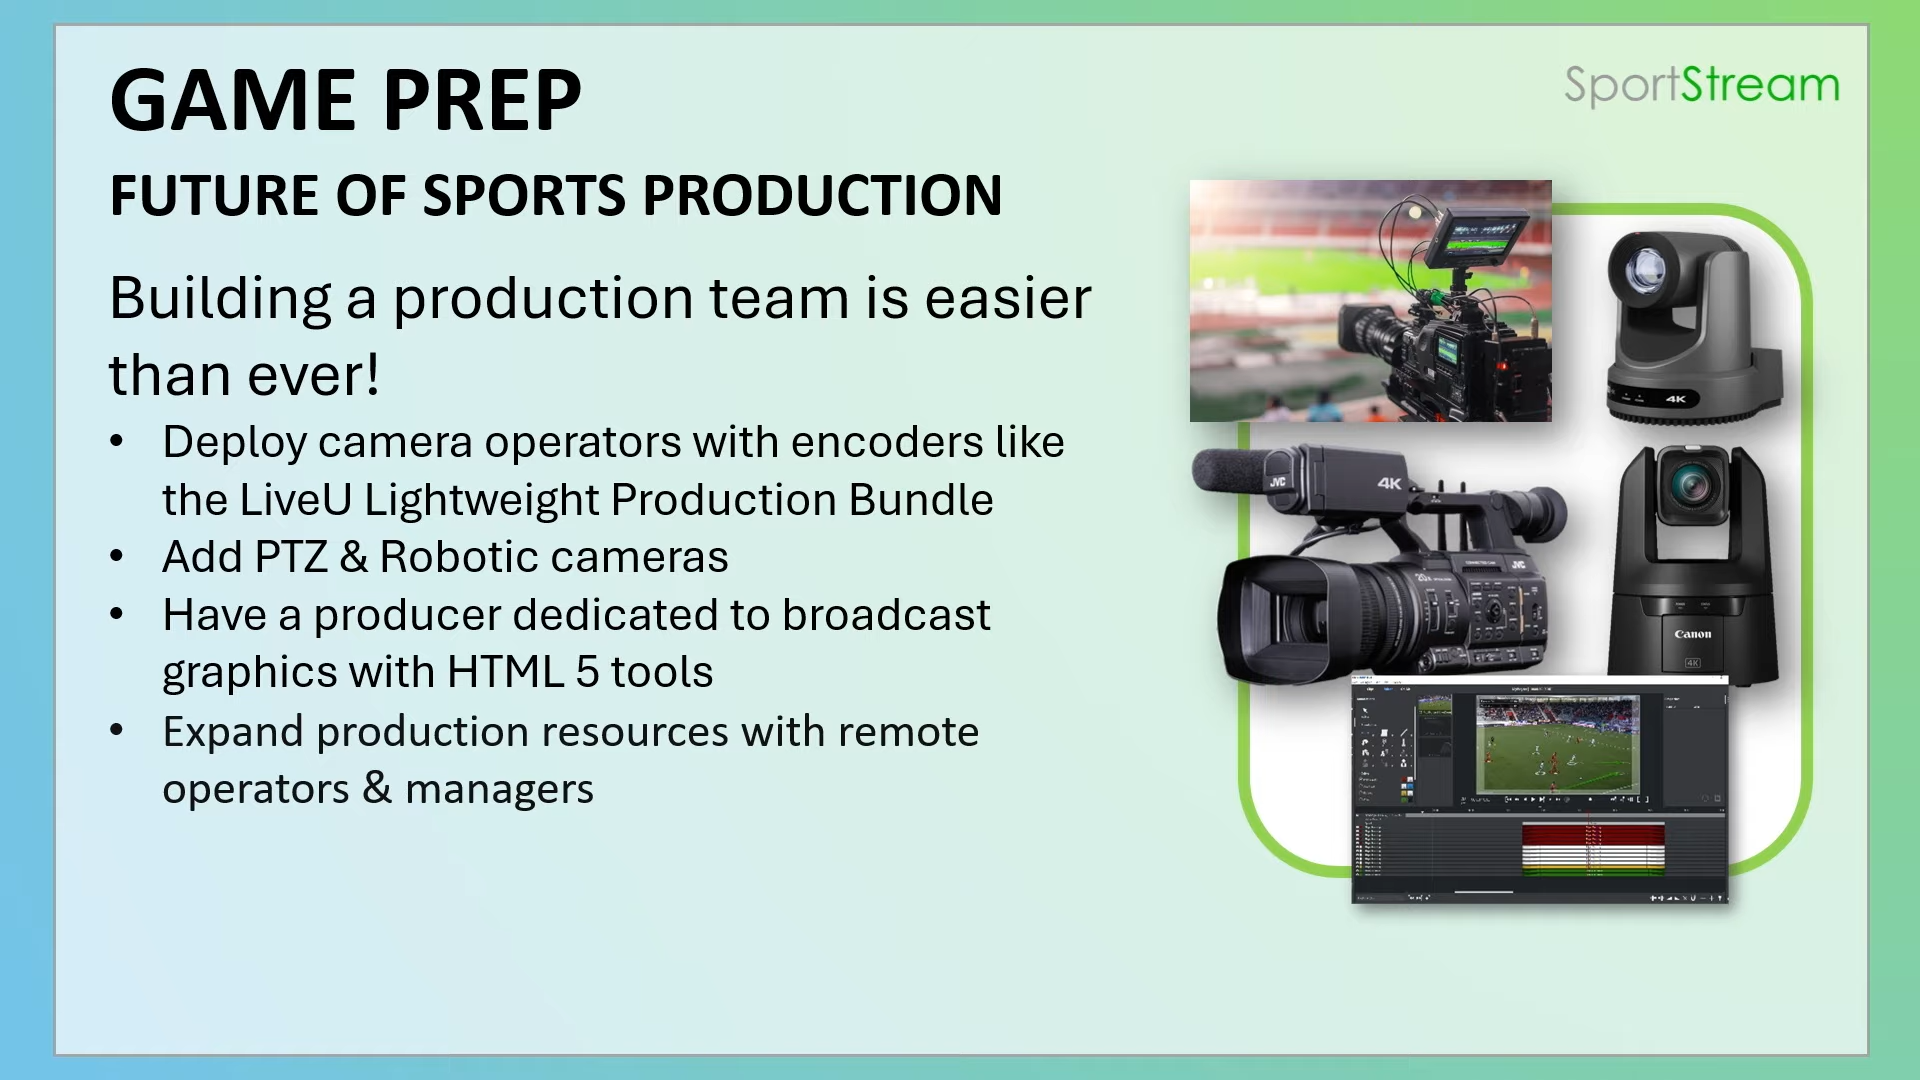 GAME PREP
SportStream
FUTURE OF SPORTS PRODUCTION
Building a production team is easier
than ever!
• Deploy camera operators with encoders like
the LiveU Lightweight Production Bundle
• Add PTZ & Robotic cameras
• Have a producer dedicated to broadcast
graphics with HTML 5 tools
• Expand production resources with remote
operators & managers
4K
JVC
4K
JVC
20x
Canon
4K